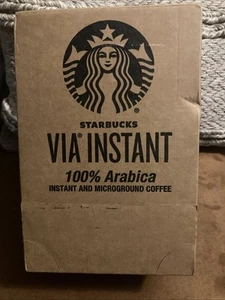 STARBUCKS
VIA® INSTANT
100% Arabica
INSTANT AND MICROGROUND COFFEE